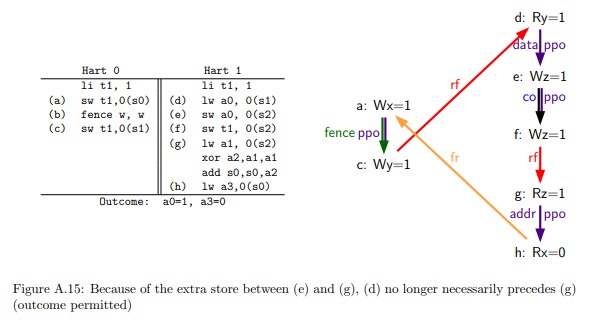 Hart 0 Hart 1
li t1, 1 li t1, 1
(a) sw t1,0(s0) (d) lw a0, 0(s1)
(b) fence w, w (e) sw a0, 0(s2)
(c) sw t1,0(s1) (f) sw t1, 0(s2)
(g) lw a1, 0(s2)
xor a2,a1,a1
add s0,s0,a2
(h) lw a3,0(s0)
Outcome: a0=1, a3=0
d: Ry=1
data ppo
e: Wz=1
rf
co ppo
a: Wx=1
f: Wz=1
fence ppo
rf
fr
c: Wy=1
g: Rz=1
addr ppo
h: Rx=0
Figure A.15: Because of the extra store between (e) and (g), (d) no longer necessarily precedes (g)
(outcome permitted)